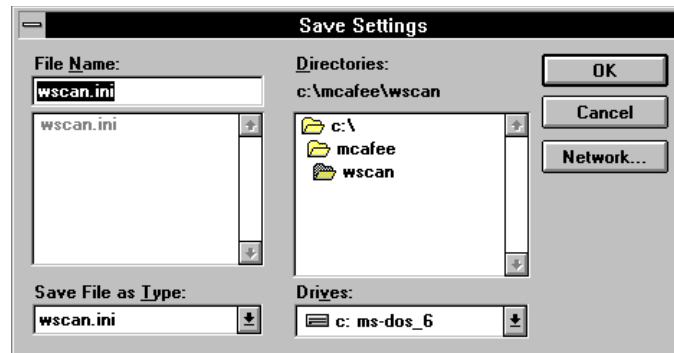 Save Settings
File Name:
wscan.ini
wscan.ini
Save File as Type:
wscan.ini
Directories:
c:\mcafee\wscan
c:\
mcafee
wscan
Drives:
c: ms-dos_6
OK
Cancel
Network...